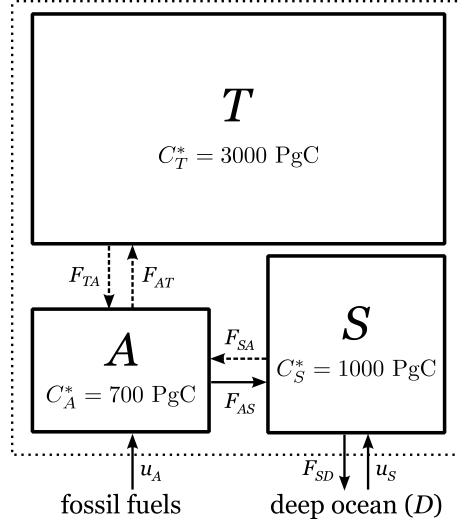 T
C*_T = 3000 PgC
F_TA
F_AT
A
C*_A = 700 PgC
F_SA
F_AS
S
C*_S = 1000 PgC
u_A
F_SD
u_S
fossil fuels
deep ocean (D)